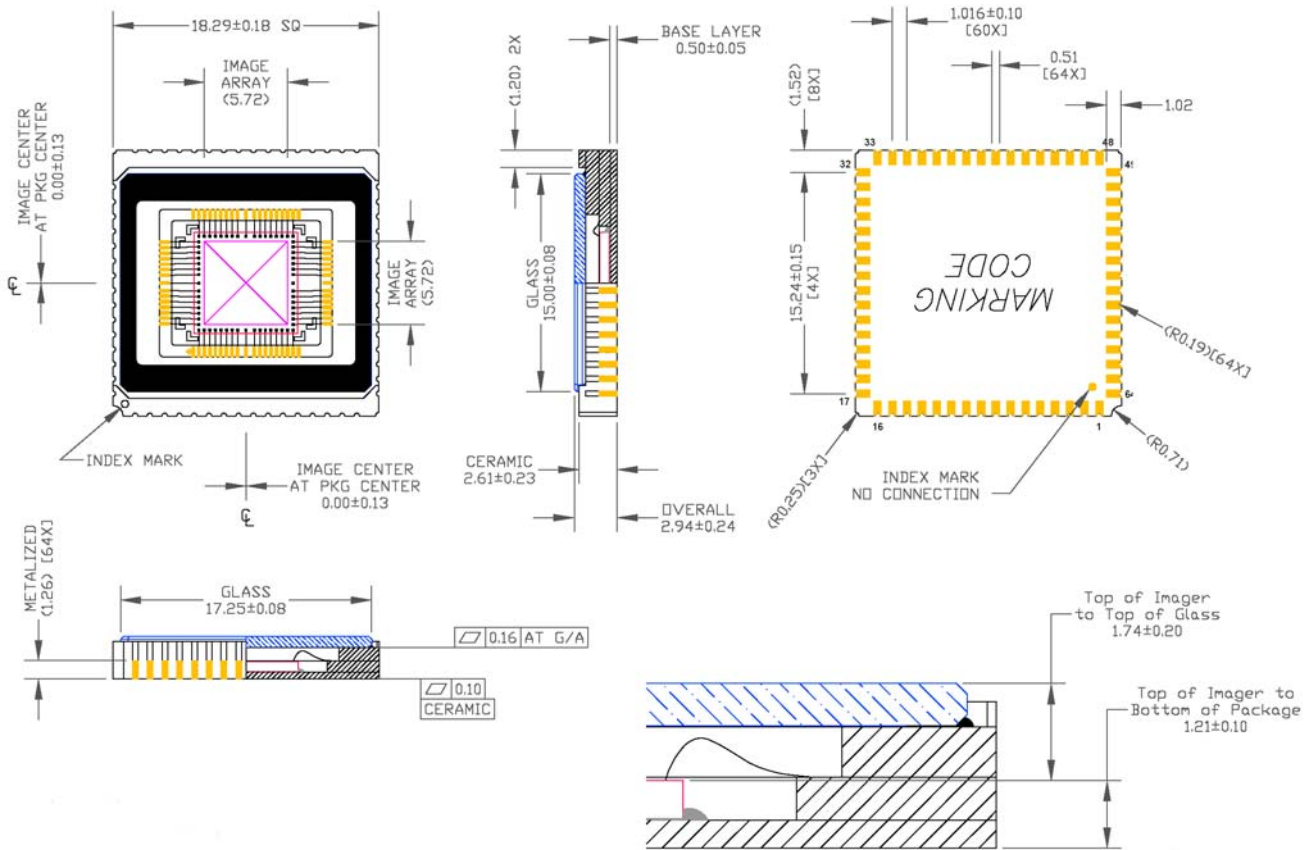 18.29±0.18 SQ
IMAGE
ARRAY
(5.72)
IMAGE CENTER
AT PKG CENTER
0.00±0.13
IMAGE
ARRAY
(5.72)
INDEX MARK
IMAGE CENTER
AT PKG CENTER
0.00±0.13
BASE LAYER
0.50±0.05
(1.20) 2X
GLASS
15.00±0.08
CERAMIC
2.61±0.23
OVERALL
2.94±0.24
1.016±0.10
[60X]
0.51
[64X]
(1.52)
[8X]
1.02
33
48
32
49
15.24±0.15
[4X]
MARKING
CODE
(R0.19)[64X]
17
64
16
1
(R0.71)
(R0.25)[3X]
INDEX MARK
NO CONNECTION
METALIZED
(1.26) [64X]
GLASS
17.25±0.08
0.16 AT G/A
0.10
CERAMIC
Top of Imager
to Top of Glass
1.74±0.20
Top of Imager to
Bottom of Package
1.21±0.10